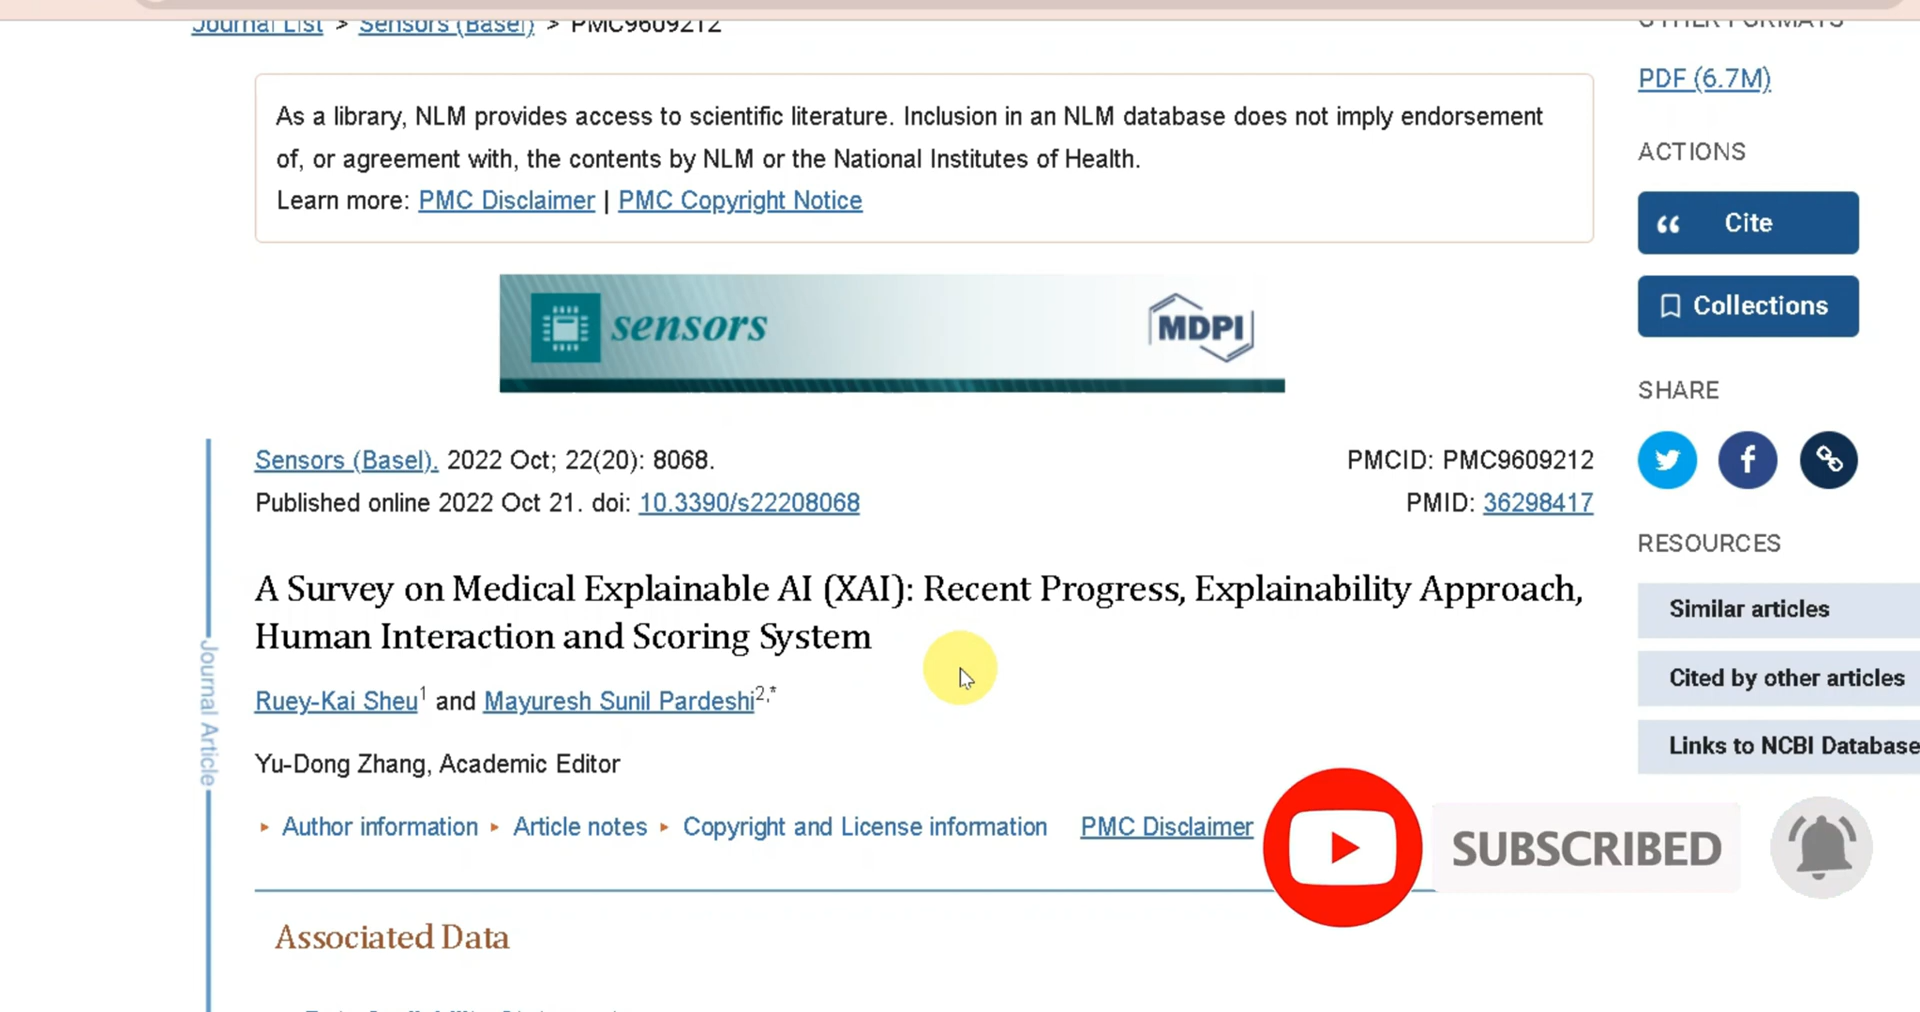 Journal List > Sensors (Basel) > PMC9609212
OTHER FORMATS
PDF (6.7M)
As a library, NLM provides access to scientific literature. Inclusion in an NLM database does not imply endorsement
of, or agreement with, the contents by NLM or the National Institutes of Health.
Learn more: PMC Disclaimer | PMC Copyright Notice
ACTIONS
Cite
Collections
sensors
MDPI
SHARE
Sensors (Basel). 2022 Oct; 22(20): 8068.
PMCID: PMC9609212
Published online 2022 Oct 21. doi: 10.3390/s22208068
PMID: 36298417
RESOURCES
Similar articles
Cited by other articles
Links to NCBI Database
A Survey on Medical Explainable AI (XAI): Recent Progress, Explainability Approach,
Human Interaction and Scoring System
Journal Article
Ruey-Kai Sheu1 and Mayuresh Sunil Pardeshi2,*
Yu-Dong Zhang, Academic Editor
▸ Author information ▸ Article notes ▸ Copyright and License information PMC Disclaimer
SUBSCRIBED
Associated Data